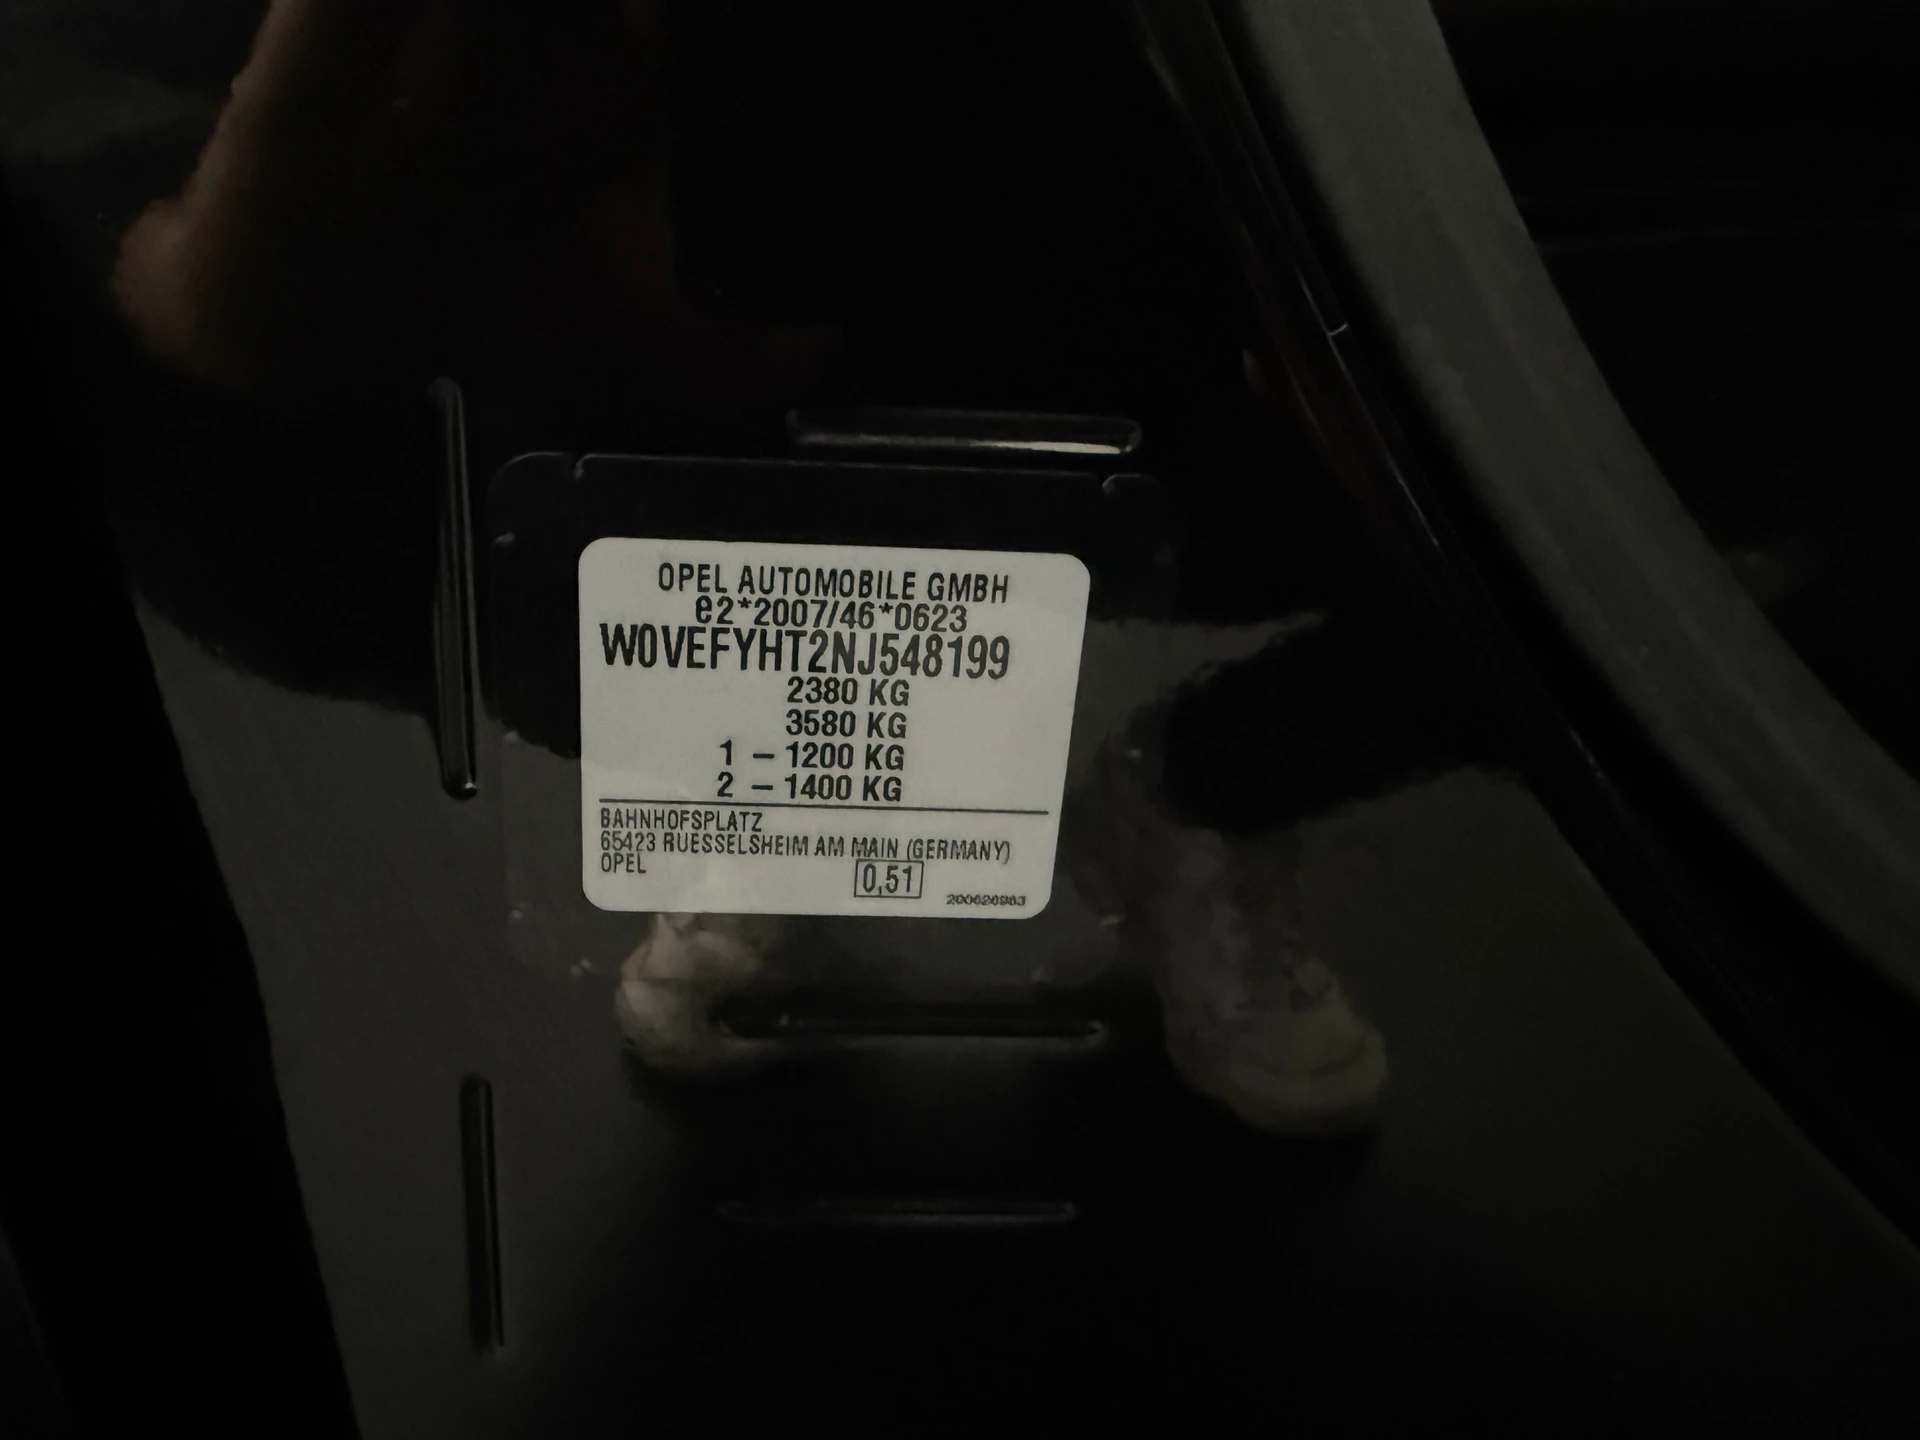 OPEL AUTOMOBILE GMBH
e2*2007/46*0623
W0VEFYHT2NJ548199
2380 KG
3580 KG
1 – 1200 KG
2 – 1400 KG
BAHNHOFSPLATZ
65423 RUESSELSHEIM AM MAIN (GERMANY)
OPEL
0,51